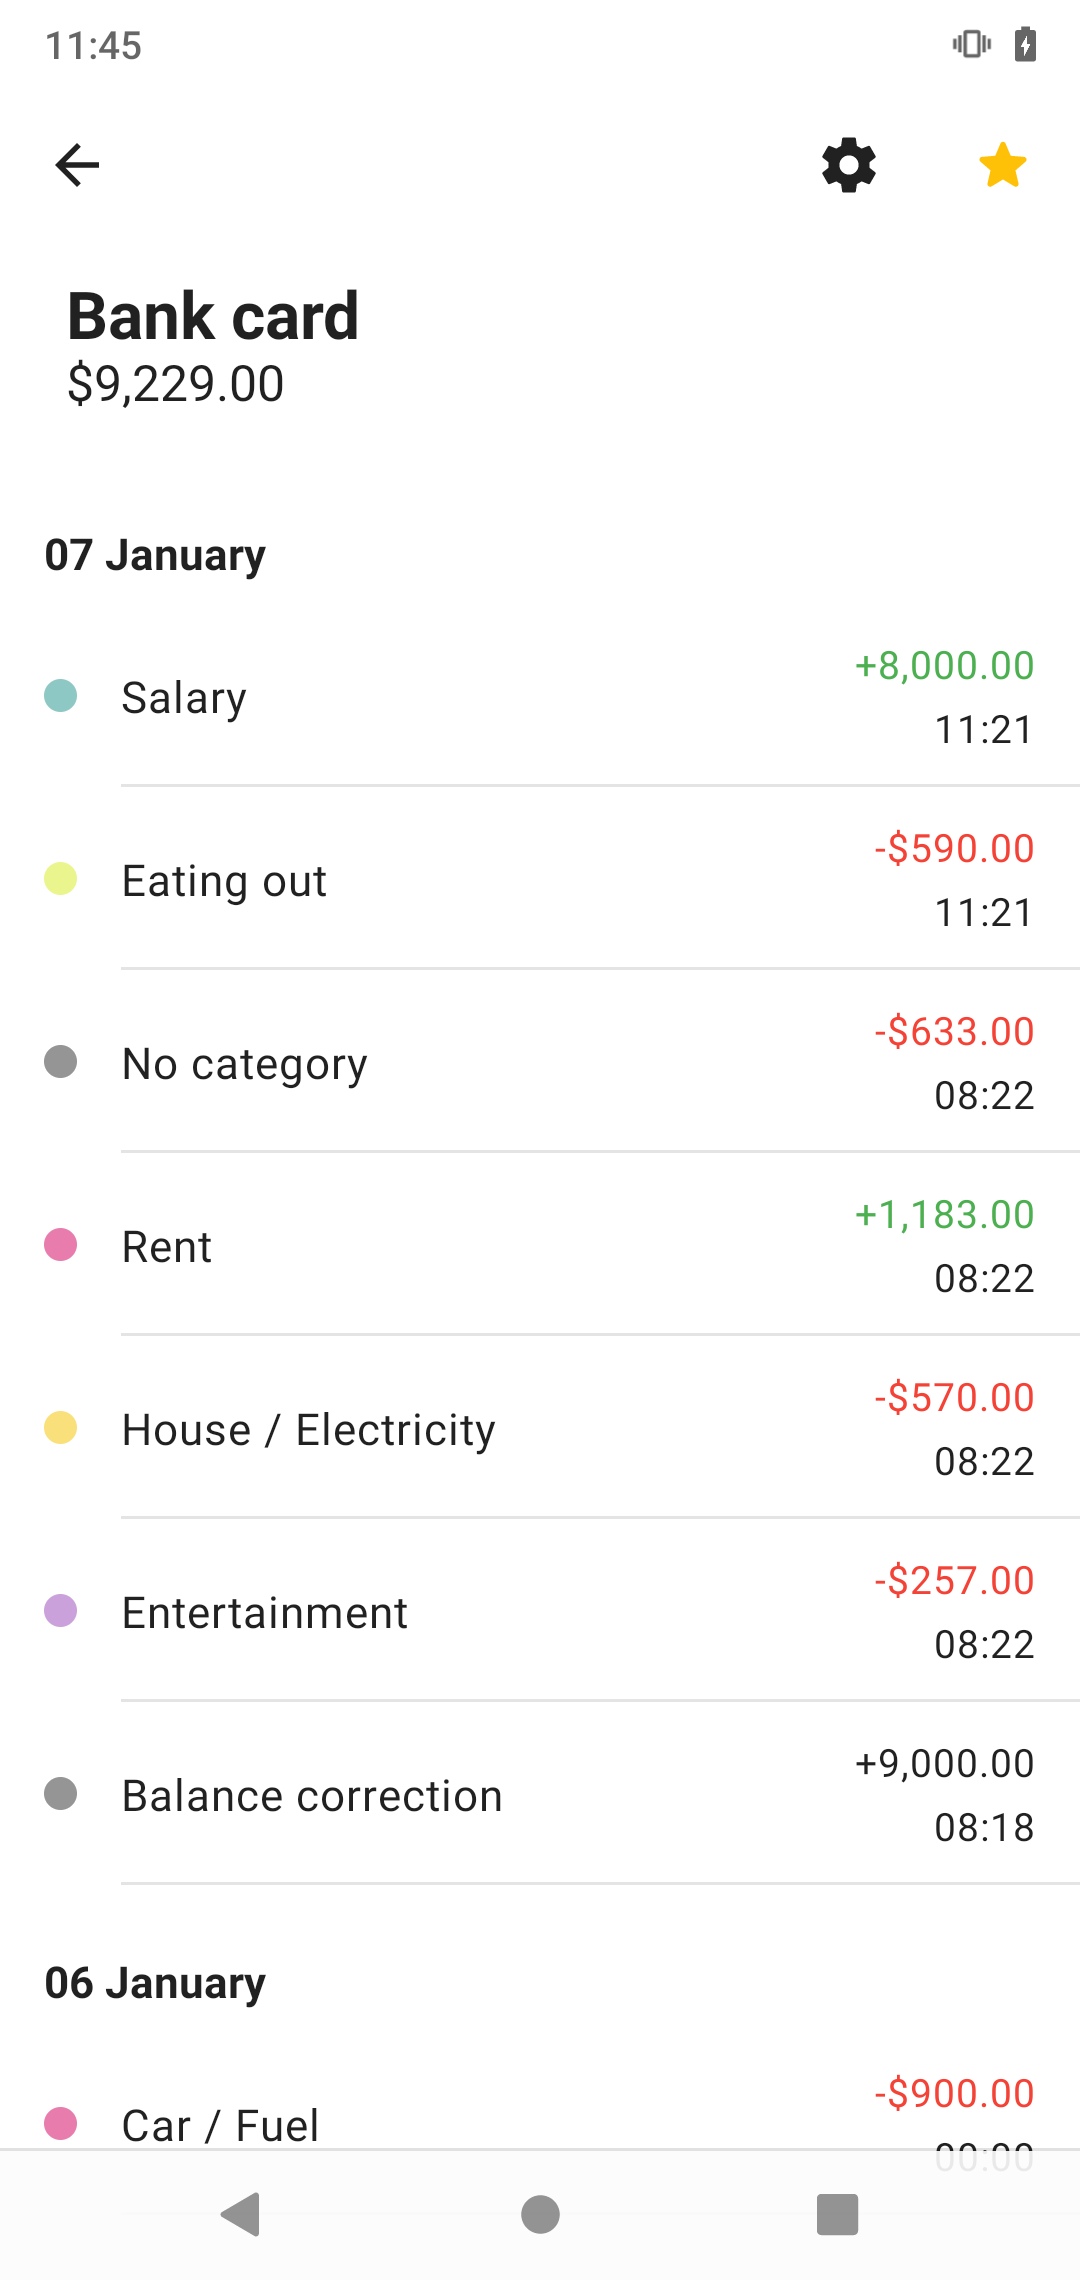 11:45
Bank card
$9,229.00
07 January
Salary
+8,000.00
11:21
Eating out
-$590.00
11:21
No category
-$633.00
08:22
Rent
+1,183.00
08:22
House / Electricity
-$570.00
08:22
Entertainment
-$257.00
08:22
Balance correction
+9,000.00
08:18
06 January
Car / Fuel
-$900.00
00:00